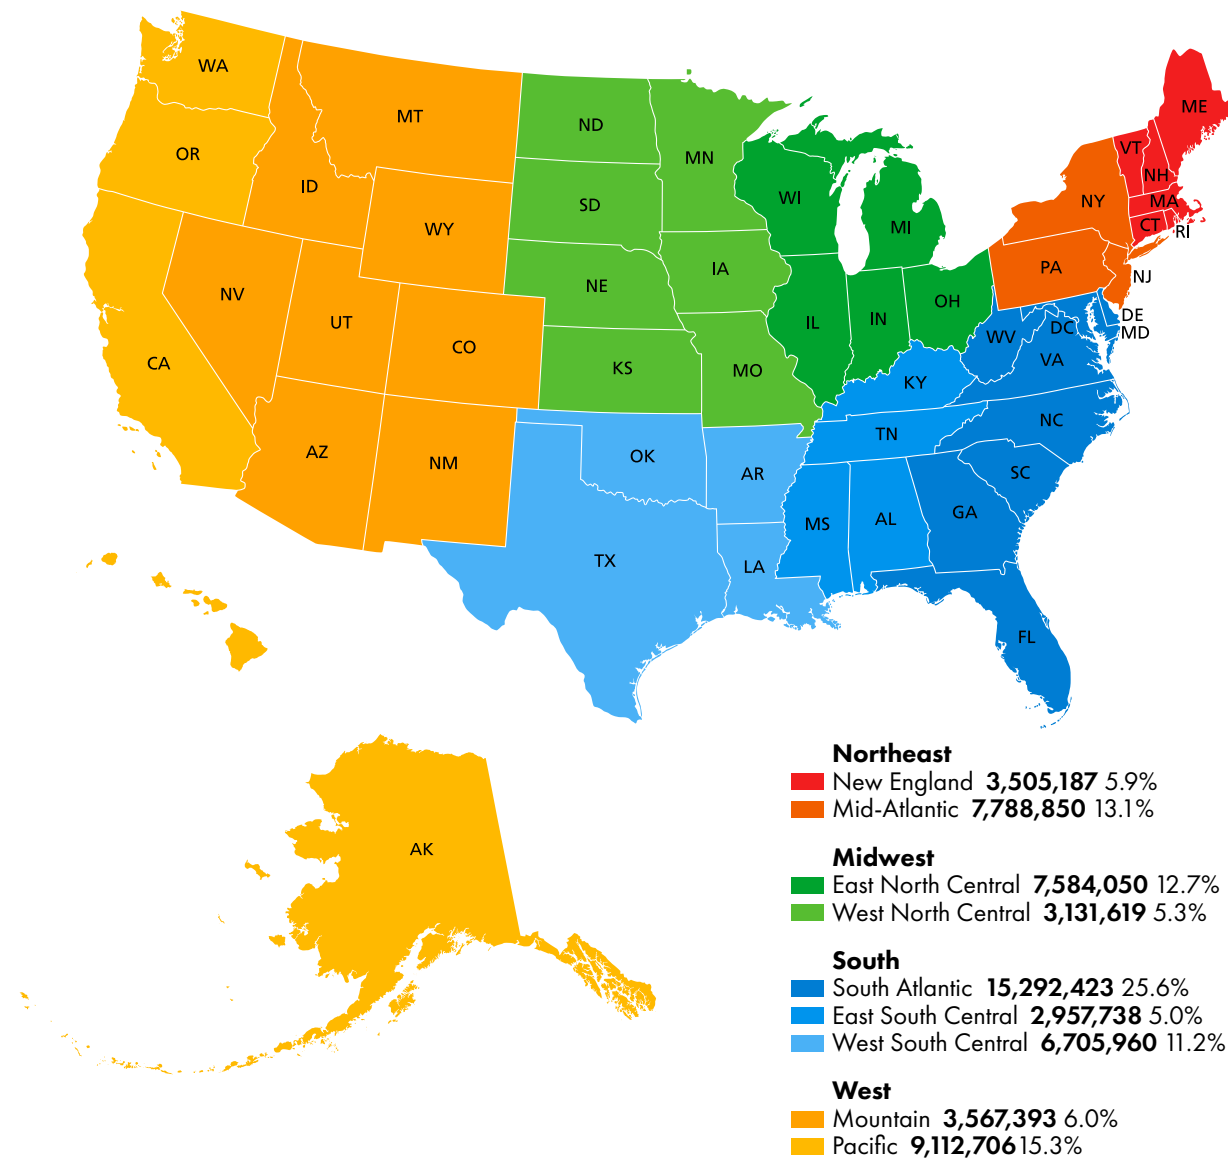 WA
OR
CA
NV
ID
MT
WY
UT
CO
AZ
NM
ND
SD
NE
KS
MN
IA
MO
WI
MI
IL
IN
OH
OK
TX
AR
LA
KY
TN
MS
AL
GA
FL
SC
NC
VA
WV
DC
DE
MD
PA
NJ
NY
CT
RI
MA
VT
NH
ME
AK
Northeast
New England 3,505,187 5.9%
Mid-Atlantic 7,788,850 13.1%
Midwest
East North Central 7,584,050 12.7%
West North Central 3,131,619 5.3%
South
South Atlantic 15,292,423 25.6%
East South Central 2,957,738 5.0%
West South Central 6,705,960 11.2%
West
Mountain 3,567,393 6.0%
Pacific 9,112,706 15.3%